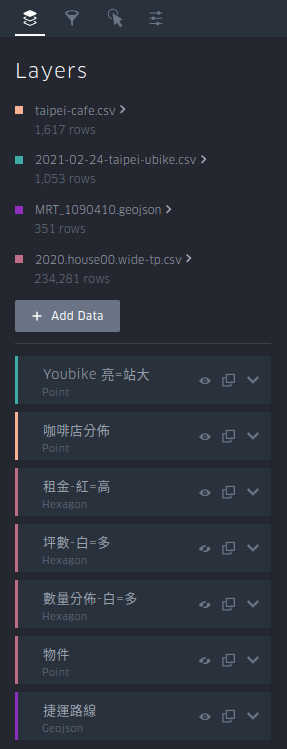 Layers
taipei-cafe.csv
1,617 rows
2021-02-24-taipei-ubike.csv
1,053 rows
MRT_1090410.geojson
351 rows
2020.house00.wide-tp.csv
234,281 rows
+ Add Data
Youbike 亮=站大
Point
咖啡店分佈
Point
租金-紅=高
Hexagon
坪數-白=多
Hexagon
數量分佈-白=多
Hexagon
物件
Point
捷運路線
Geojson